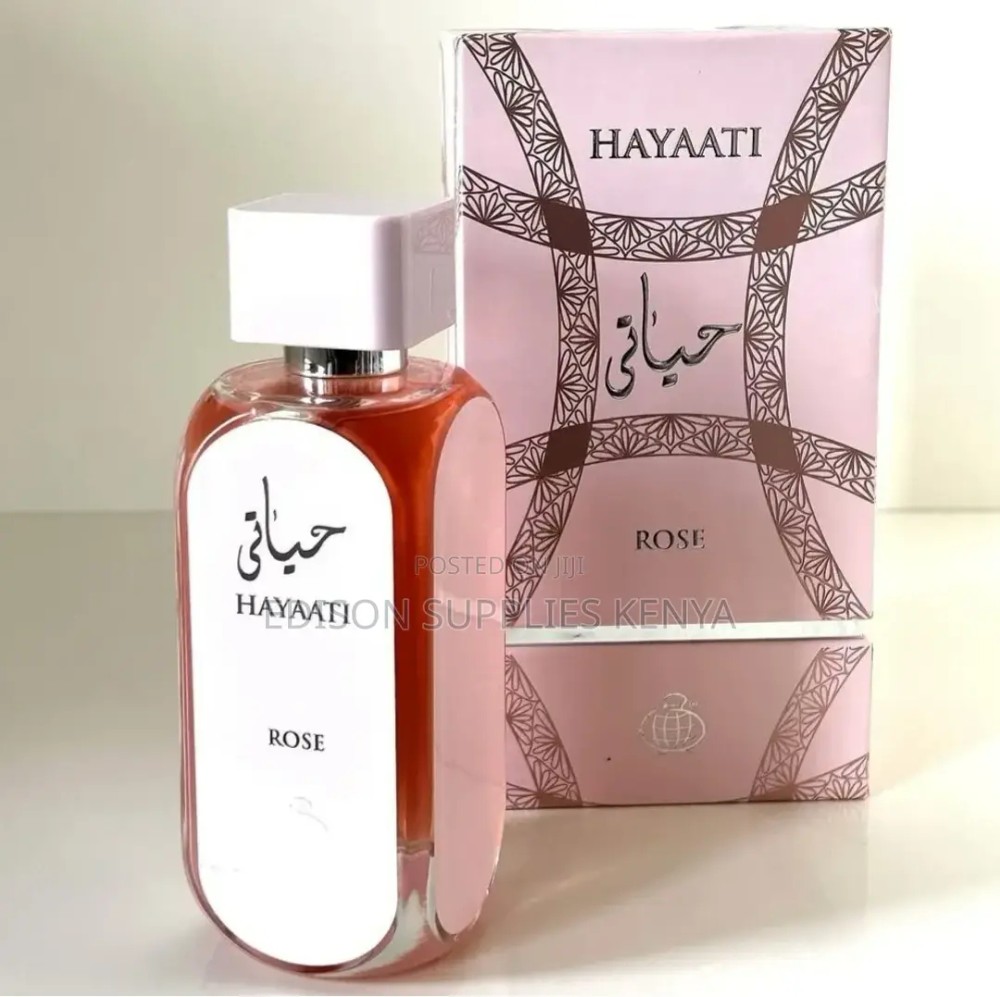 HAYAATI
حياتي
ROSE
حياتي
HAYAATI
ROSE
POSTED ON JIJI
EDISON SUPPLIES KENYA